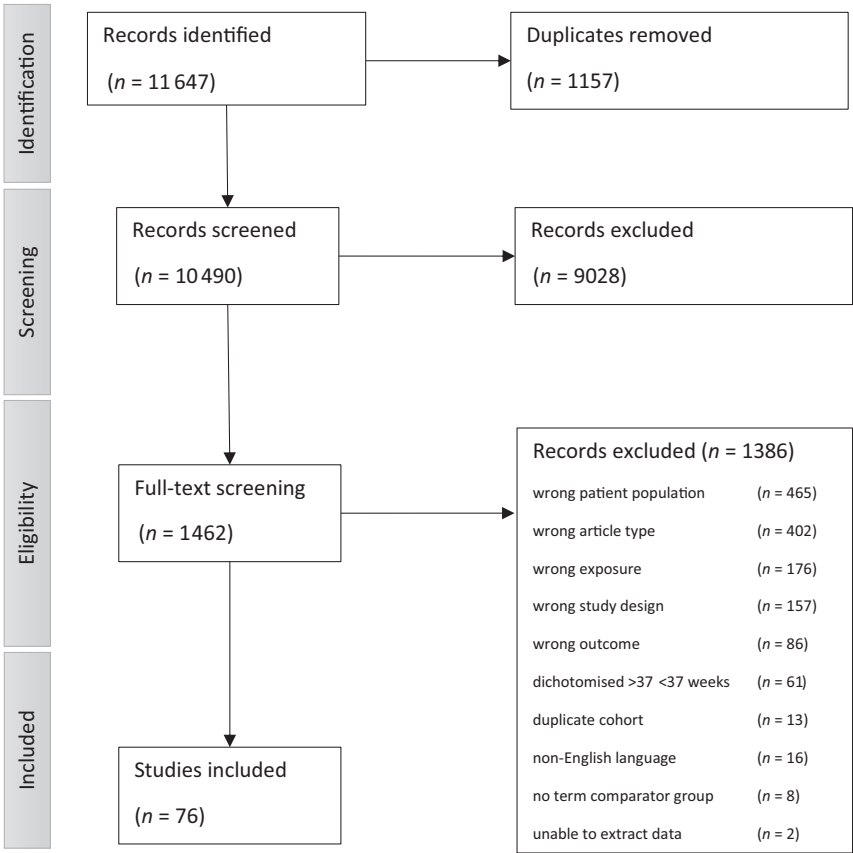 Identification
Records identified
(n = 11 647)
Duplicates removed
(n = 1157)
Screening
Records screened
(n = 10 490)
Records excluded
(n = 9028)
Eligibility
Full-text screening
(n = 1462)
Records excluded (n = 1386)
wrong patient population (n = 465)
wrong article type (n = 402)
wrong exposure (n = 176)
wrong study design (n = 157)
wrong outcome (n = 86)
dichotomised >37 <37 weeks (n = 61)
duplicate cohort (n = 13)
non-English language (n = 16)
no term comparator group (n = 8)
unable to extract data (n = 2)
Included
Studies included
(n = 76)